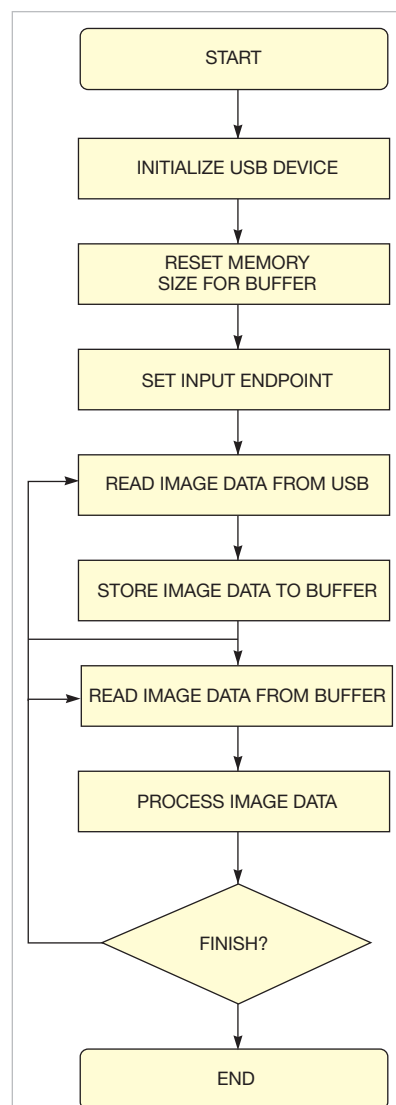 START
INITIALIZE USB DEVICE
RESET MEMORY
SIZE FOR BUFFER
SET INPUT ENDPOINT
READ IMAGE DATA FROM USB
STORE IMAGE DATA TO BUFFER
READ IMAGE DATA FROM BUFFER
PROCESS IMAGE DATA
FINISH?
END